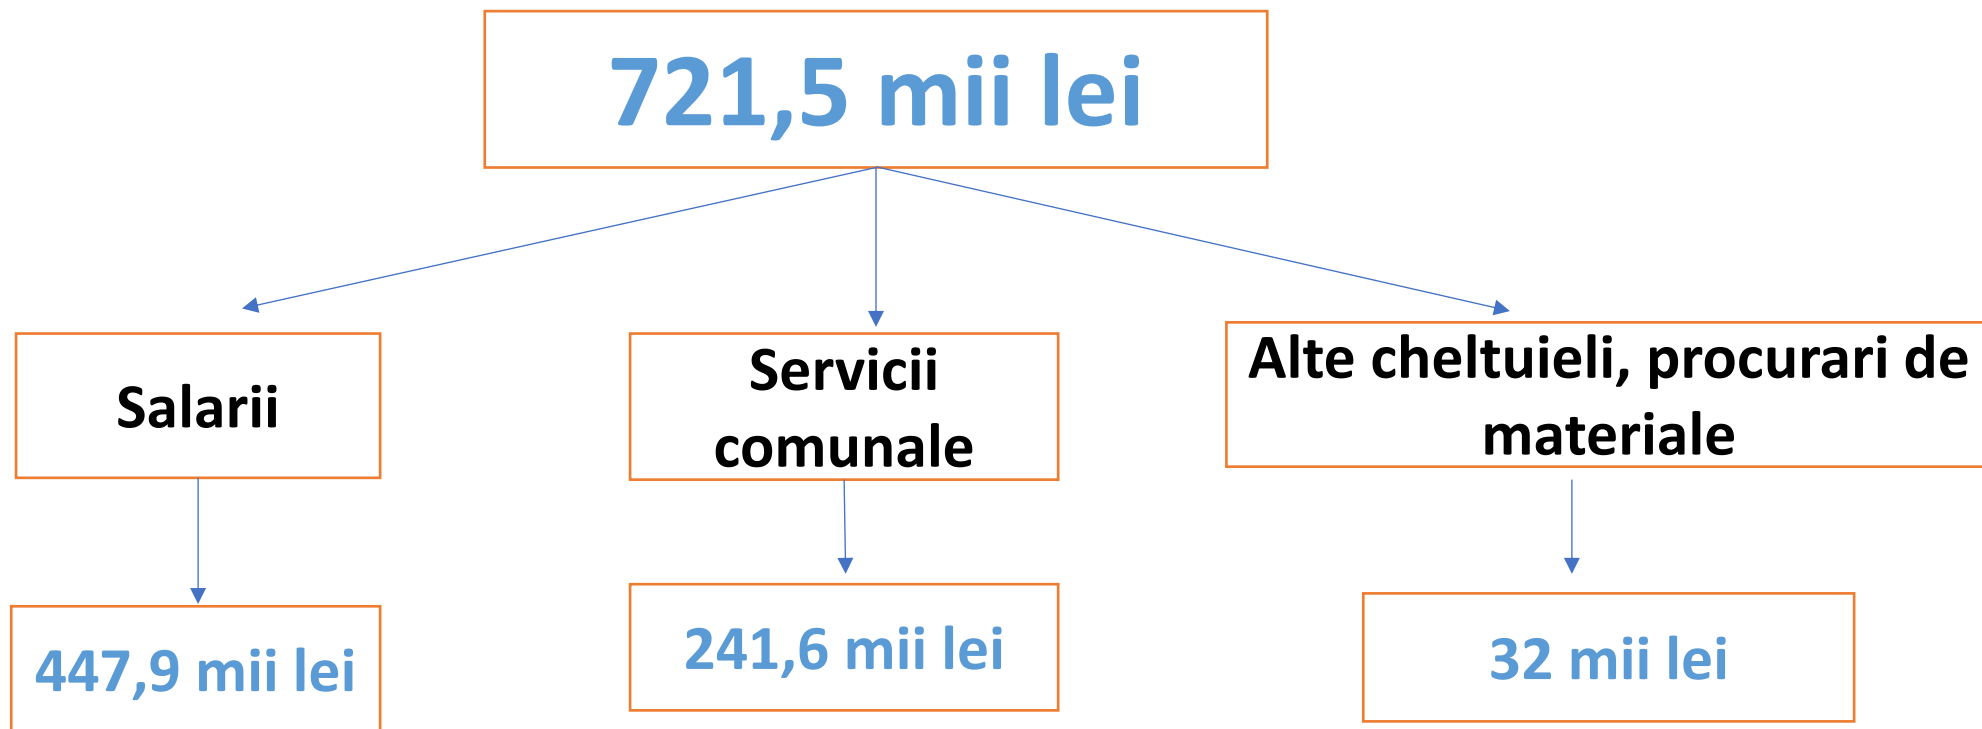 721,5 mii lei
Salarii
Servicii
comunale
Alte cheltuieli, procurari de
materiale
447,9 mii lei
241,6 mii lei
32 mii lei